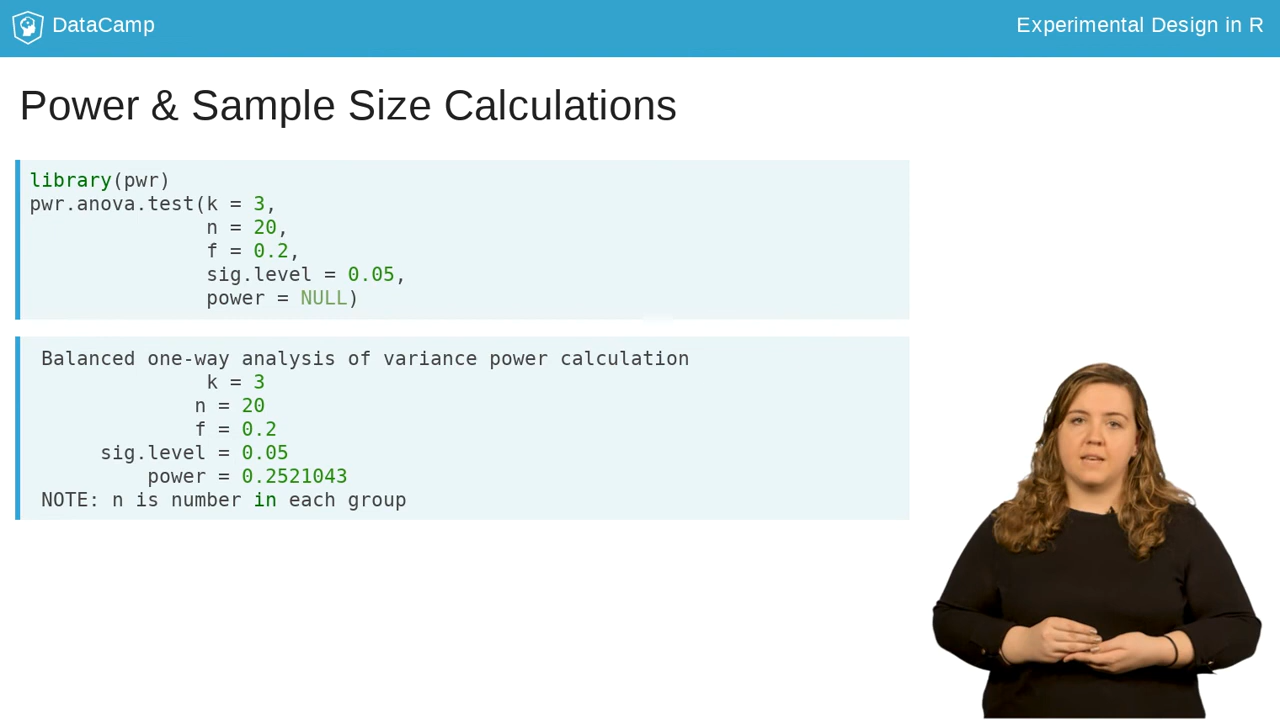 DataCamp
Experimental Design in R
Power & Sample Size Calculations
library(pwr)
pwr.anova.test(k = 3,
               n = 20,
               f = 0.2,
               sig.level = 0.05,
               power = NULL)
 Balanced one-way analysis of variance power calculation
               k = 3
              n = 20
              f = 0.2
      sig.level = 0.05
          power = 0.2521043
 NOTE: n is number in each group